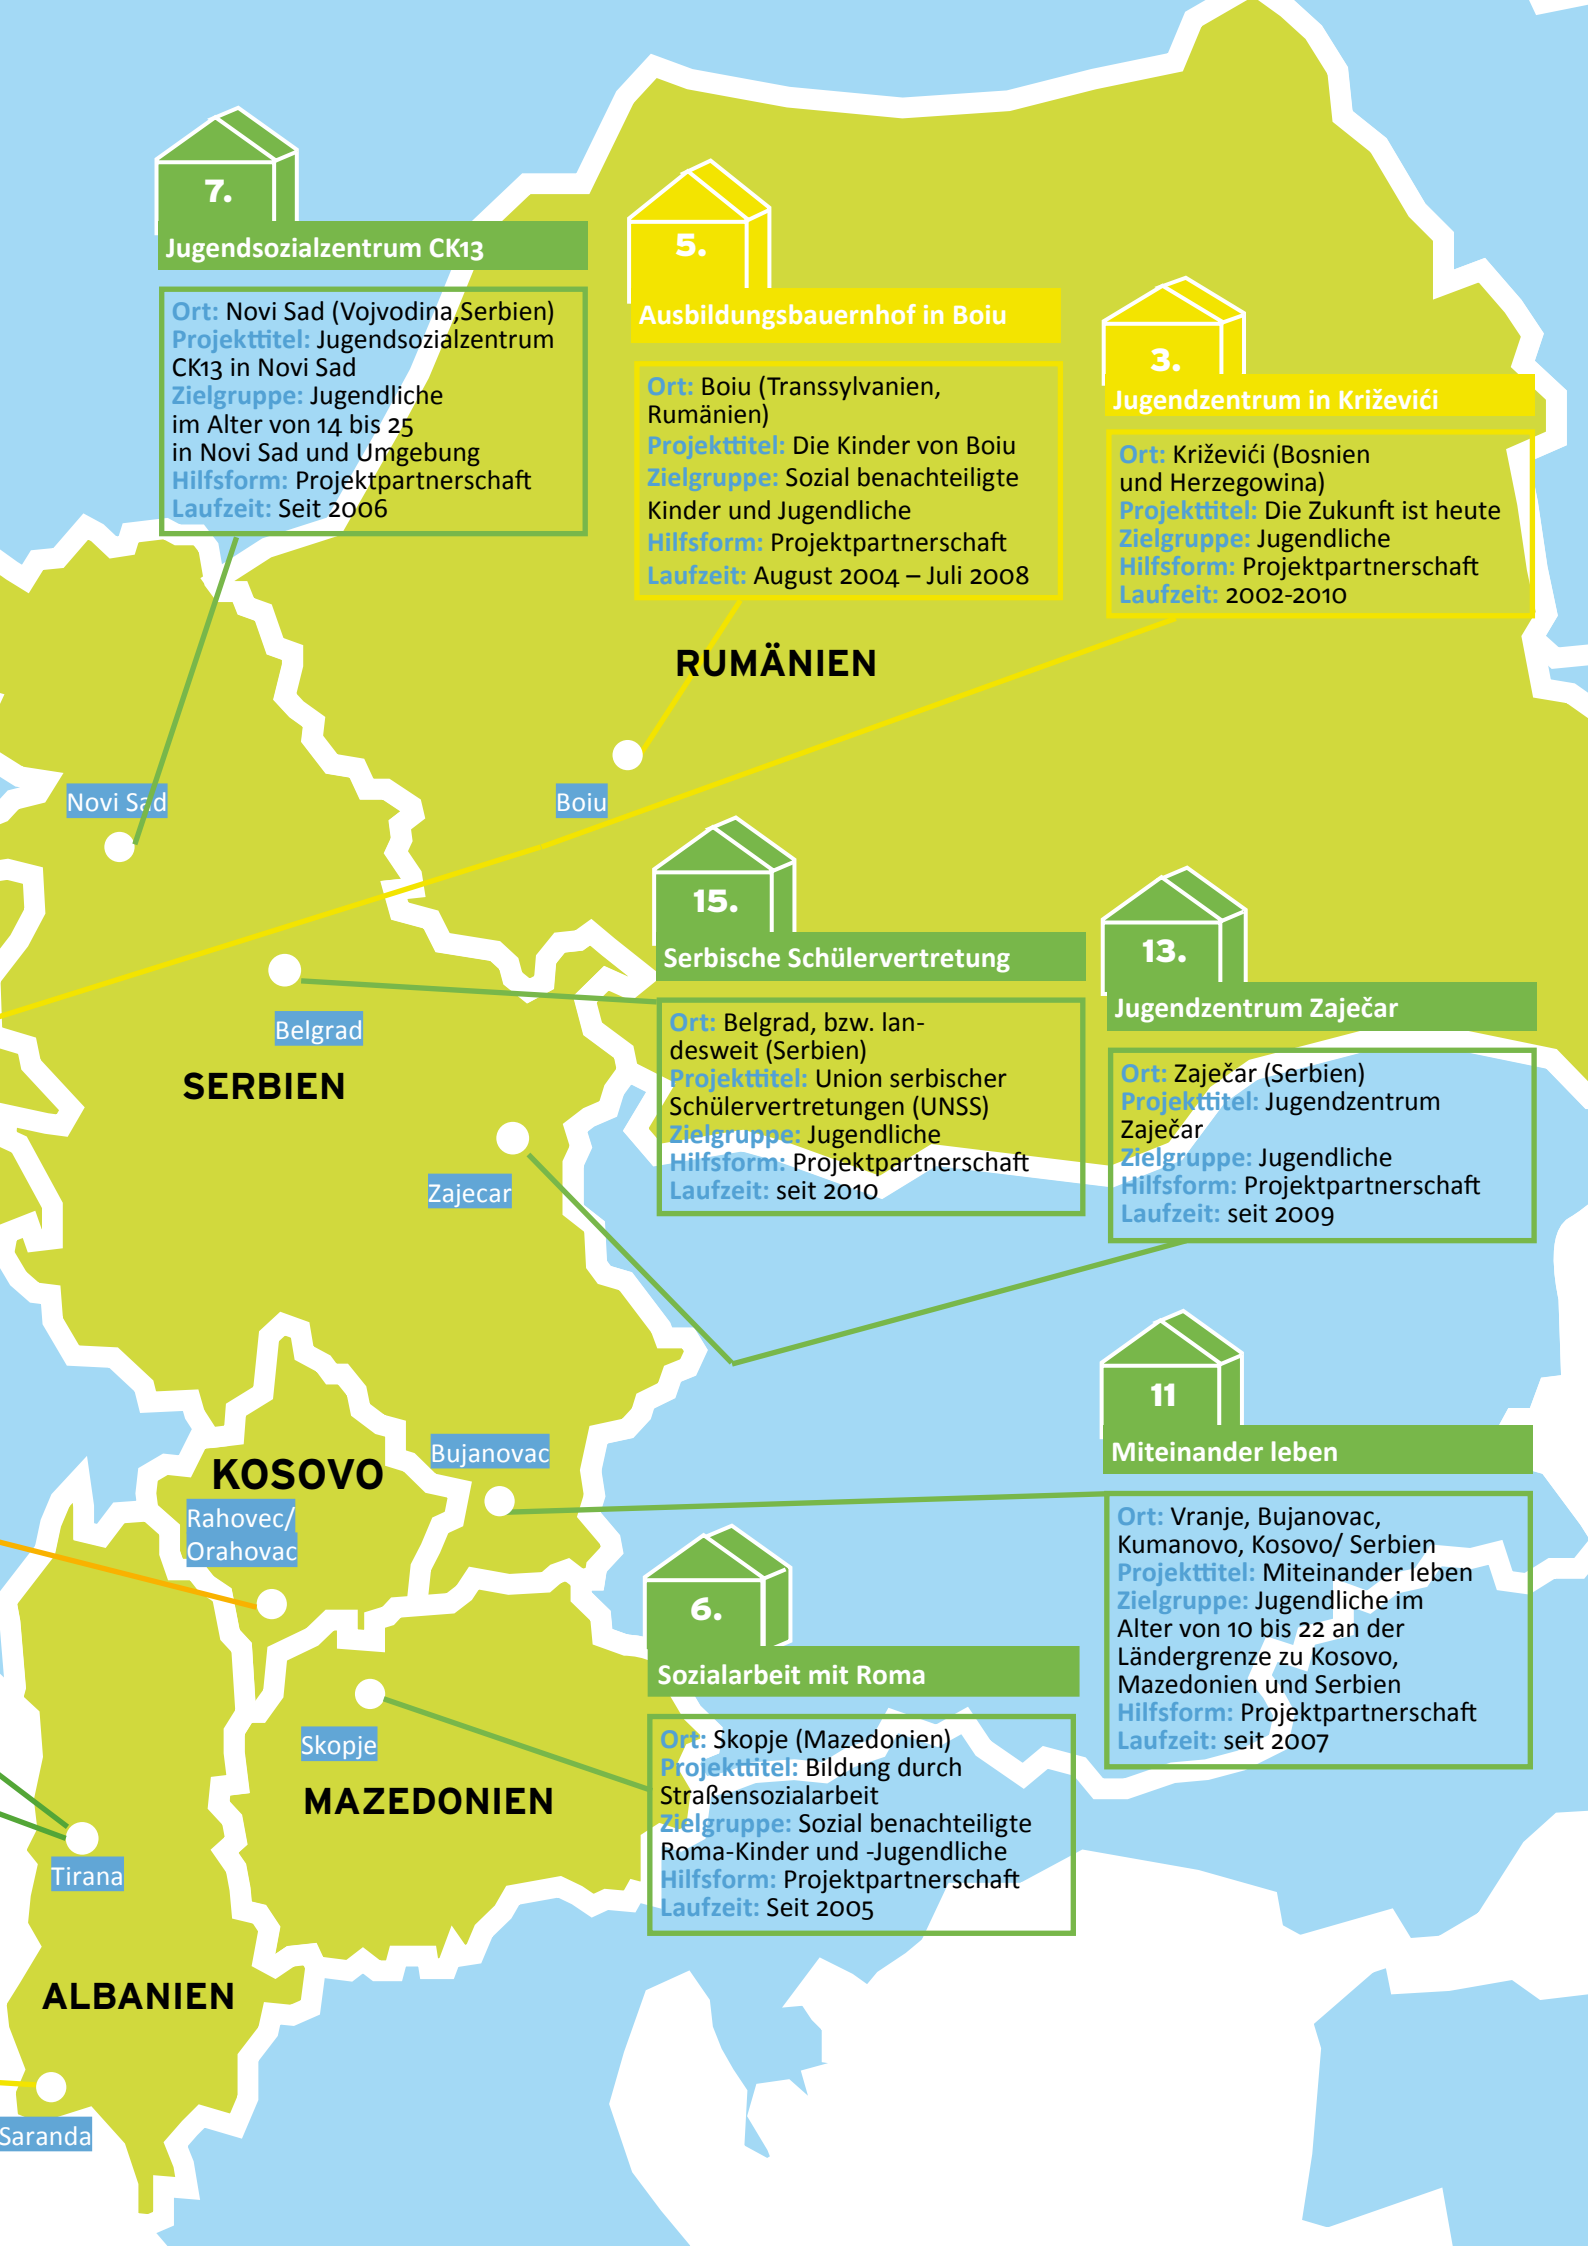 7.
Jugendsozialzentrum CK13
Ort: Novi Sad (Vojvodina,Serbien)
Projekttitel: Jugendsozialzentrum
CK13 in Novi Sad
Zielgruppe: Jugendliche
im Alter von 14 bis 25
in Novi Sad und Umgebung
Hilfsform: Projektpartnerschaft
Laufzeit: Seit 2006
5.
Ausbildungsbauernhof in Boiu
Ort: Boiu (Transsylvanien,
Rumänien)
Projekttitel: Die Kinder von Boiu
Zielgruppe: Sozial benachteiligte
Kinder und Jugendliche
Hilfsform: Projektpartnerschaft
Laufzeit: August 2004 – Juli 2008
3.
Jugendzentrum in Križevići
Ort: Križevići (Bosnien
und Herzegowina)
Projekttitel: Die Zukunft ist heute
Zielgruppe: Jugendliche
Hilfsform: Projektpartnerschaft
Laufzeit: 2002-2010
RUMÄNIEN
Novi Sad
Boiu
15.
Serbische Schülervertretung
Ort: Belgrad, bzw. lan-
desweit (Serbien)
Projekttitel: Union serbischer
Schülervertretungen (UNSS)
Zielgruppe: Jugendliche
Hilfsform: Projektpartnerschaft
Laufzeit: seit 2010
13.
Jugendzentrum Zaječar
Ort: Zaječar (Serbien)
Projekttitel: Jugendzentrum
Zaječar
Zielgruppe: Jugendliche
Hilfsform: Projektpartnerschaft
Laufzeit: seit 2009
Belgrad
SERBIEN
Zajecar
11
Miteinander leben
Ort: Vranje, Bujanovac,
Kumanovo, Kosovo/ Serbien
Projekttitel: Miteinander leben
Zielgruppe: Jugendliche im
Alter von 10 bis 22 an der
Ländergrenze zu Kosovo,
Mazedonien und Serbien
Hilfsform: Projektpartnerschaft
Laufzeit: seit 2007
Bujanovac
KOSOVO
Rahovec/
Orahovac
6.
Sozialarbeit mit Roma
Ort: Skopje (Mazedonien)
Projekttitel: Bildung durch
Straßensozialarbeit
Zielgruppe: Sozial benachteiligte
Roma-Kinder und -Jugendliche
Hilfsform: Projektpartnerschaft
Laufzeit: Seit 2005
Skopje
MAZEDONIEN
Tirana
ALBANIEN
Saranda